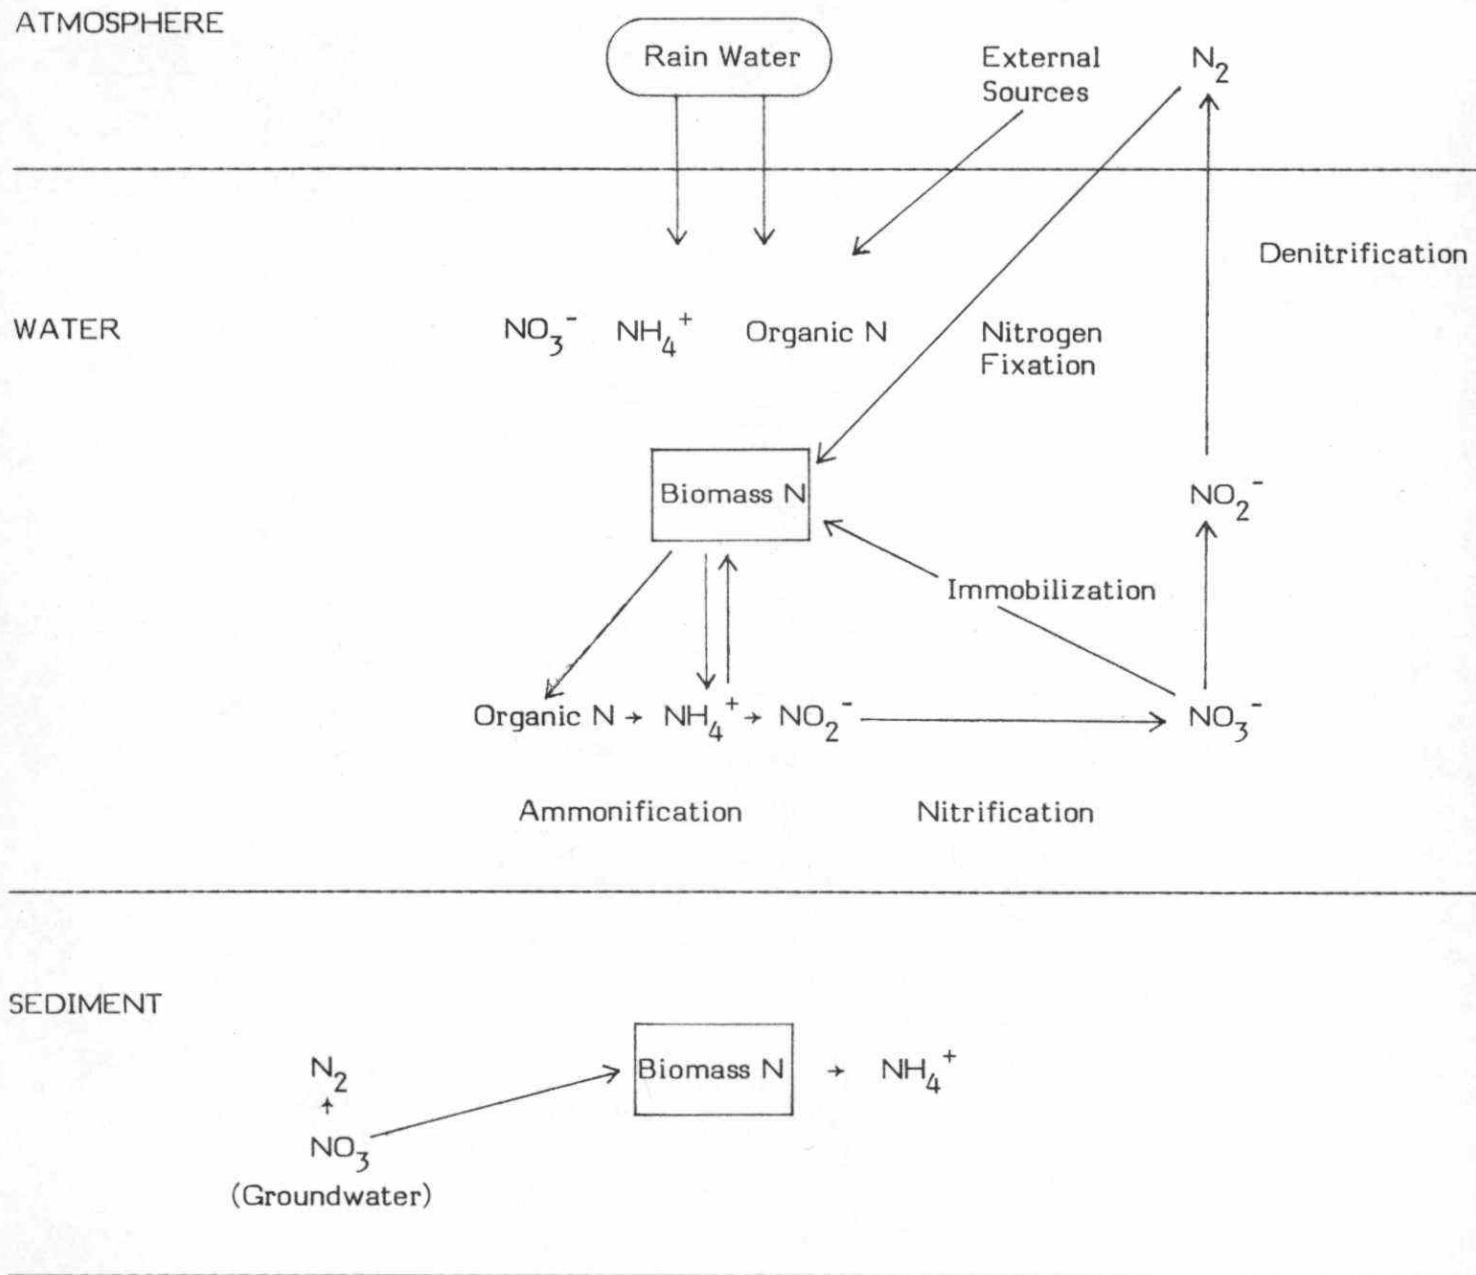 ATMOSPHERE
Rain Water
External
Sources
N₂
Denitrification
WATER
NO₃⁻ NH₄⁺ Organic N
Nitrogen
Fixation
Biomass N
NO₂⁻
Immobilization
Organic N → NH₄⁺ → NO₂⁻
NO₃⁻
Ammonification
Nitrification
SEDIMENT
N₂
↑
NO₃
(Groundwater)
Biomass N → NH₄⁺